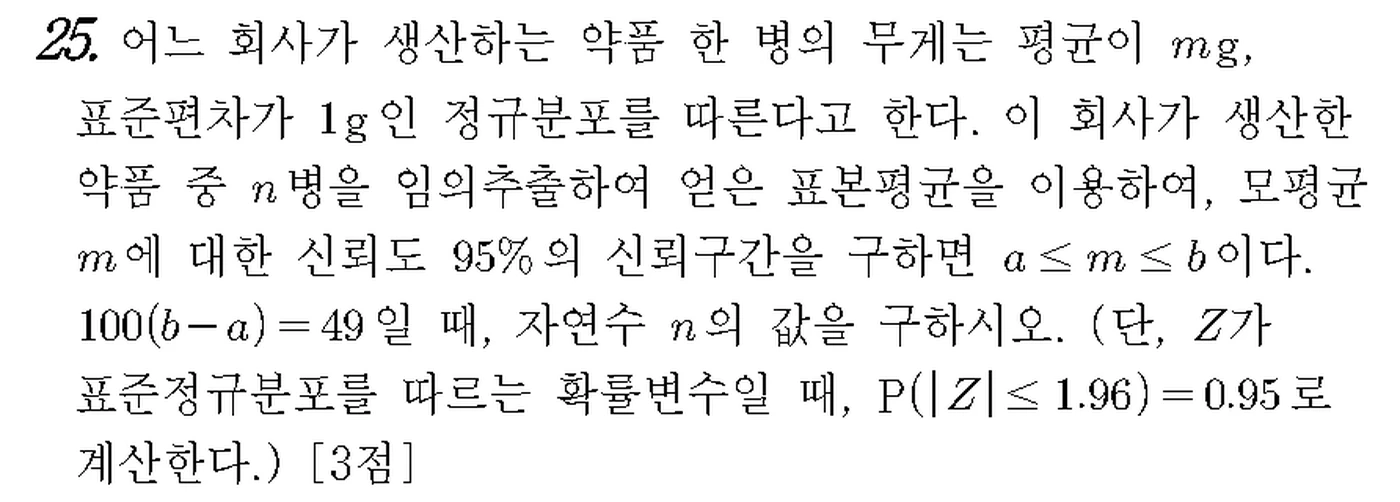 25. 어느 회사가 생산하는 약품 한 병의 무게는 평균이 m g,
표준편차가 1g인 정규분포를 따른다고 한다. 이 회사가 생산한
약품 중 n병을 임의추출하여 얻은 표본평균을 이용하여, 모평균
m에 대한 신뢰도 95%의 신뢰구간을 구하면 a ≤ m ≤ b이다.
100(b-a)=49일 때, 자연수 n의 값을 구하시오. (단, Z가
표준정규분포를 따르는 확률변수일 때, P(|Z| ≤ 1.96)=0.95로
계산한다.) [3점]